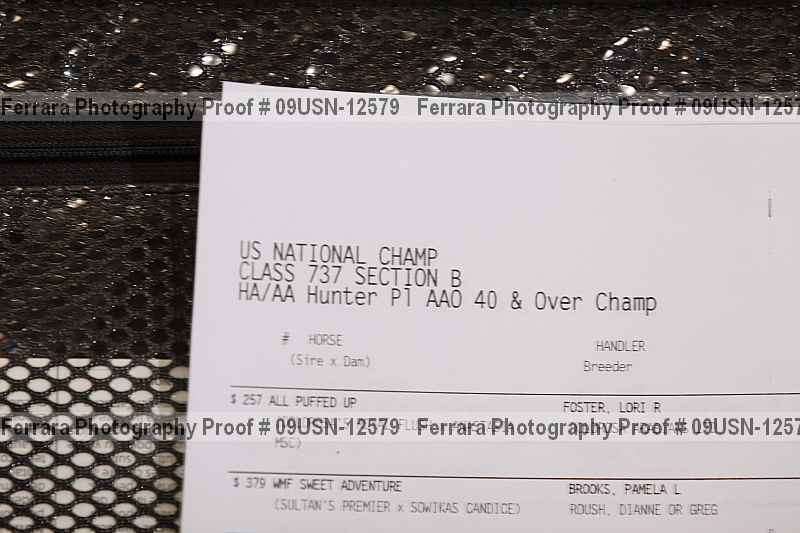 Ferrara Photography Proof # 09USN-12579 Ferrara Photography Proof # 09USN-1257
US NATIONAL CHAMP
CLASS 737 SECTION B
HA/AA Hunter Pl AAO 40 & Over Champ
# HORSE HANDLER
(Sire x Dam) Breeder
$ 257 ALL PUFFED UP FOSTER, LORI R
Ferrara Photography Proof # 09USN-12579 Ferrara Photography Proof # 09USN-1257
MSC)
$ 379 WMF SWEET ADVENTURE BROOKS, PAMELA L
(SULTAN'S PREMIER x SOWIKAS CANDICE) ROUSH, DIANNE OR GREG